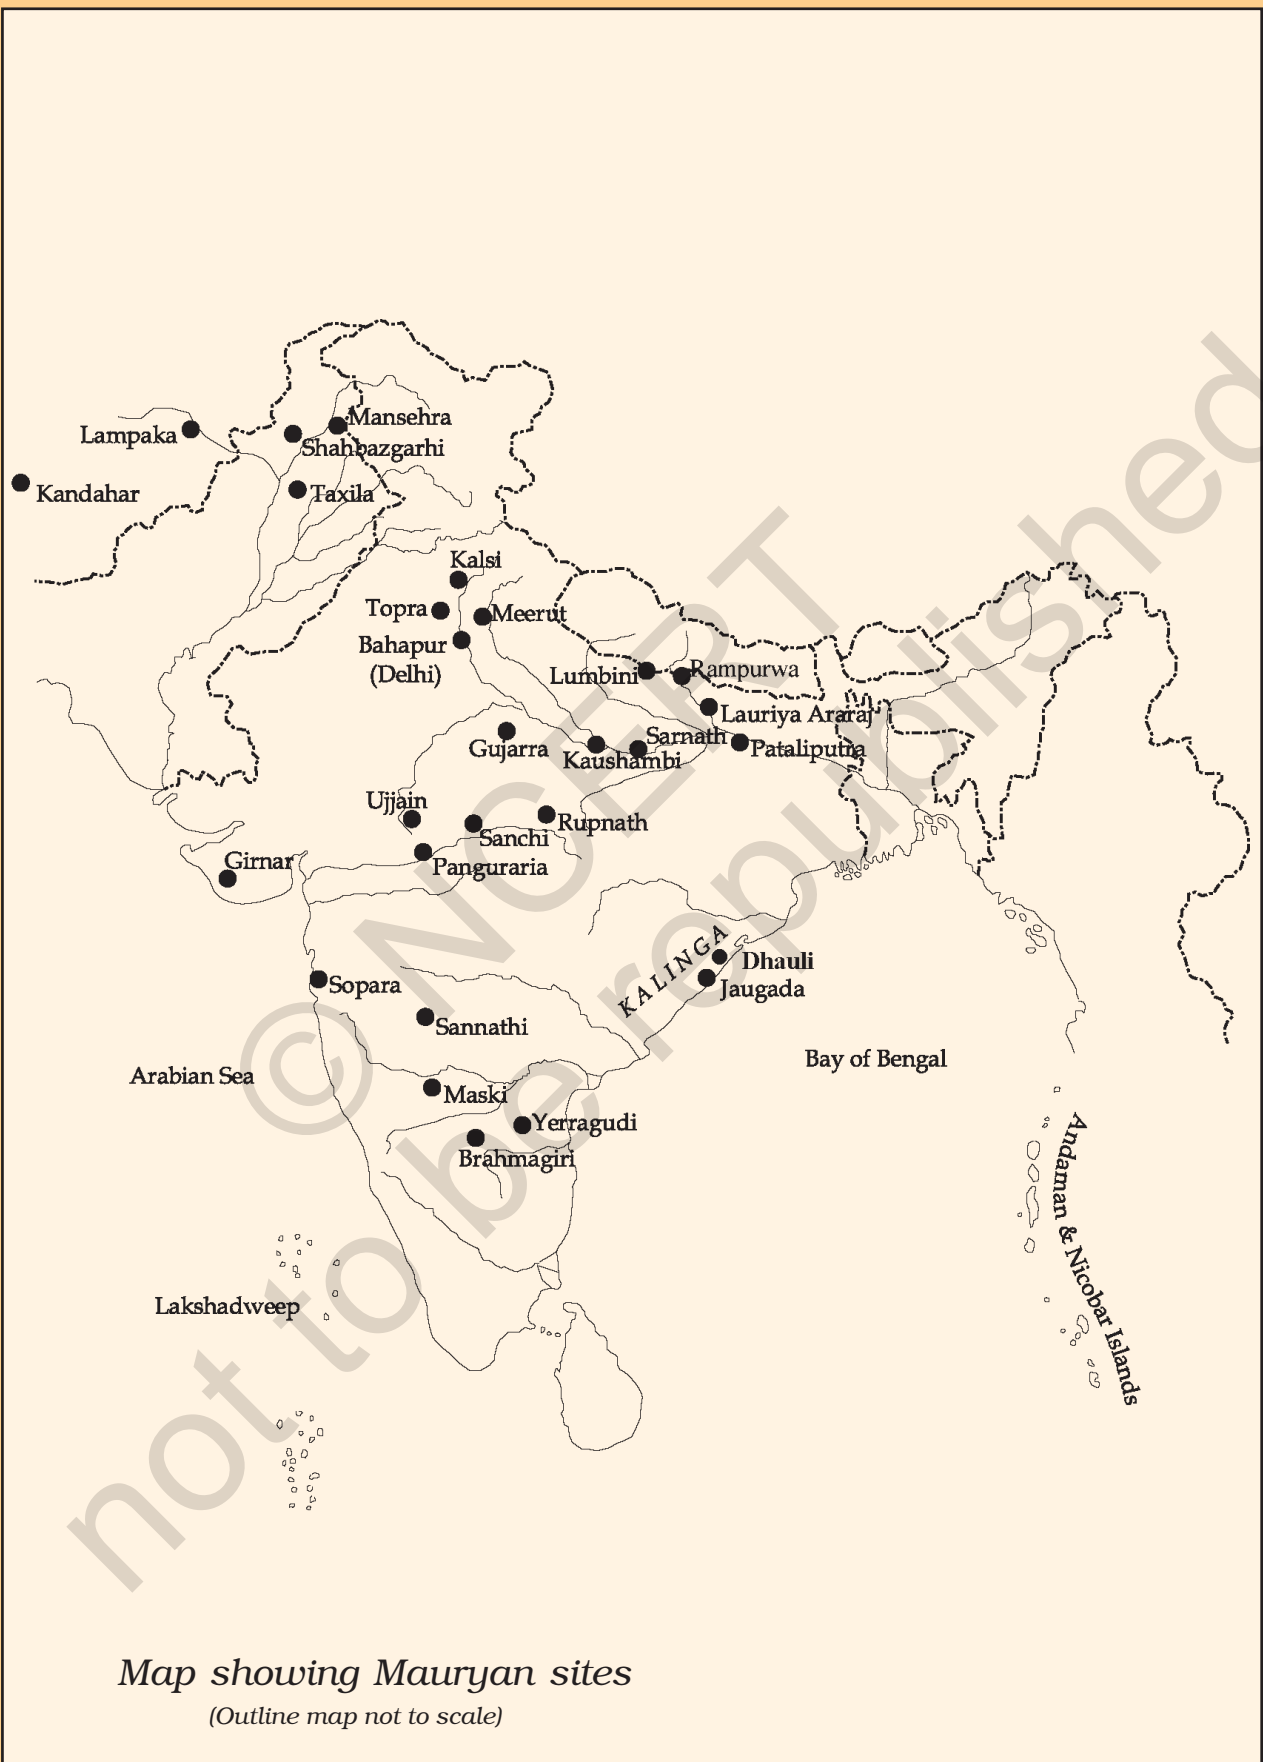 Mansehra
Lampaka
Shahbazgarhi
Kandahar
Taxila
Kalsi
Topra
Meerut
Bahapur
(Delhi)
Lumbini
Rampurwa
Lauriya Araraj
Sarnath
Gujarra
Kaushambi
Pataliputra
Ujjain
Rupnath
Sanchi
Girnar
Panguraria
KALINGA
Dhauli
Sopara
Jaugada
Sannathi
Bay of Bengal
Arabian Sea
Maski
Yerragudi
Brahmagiri
Andaman & Nicobar Islands
Lakshadweep
© NCERT
not to be republished
Map showing Mauryan sites
(Outline map not to scale)